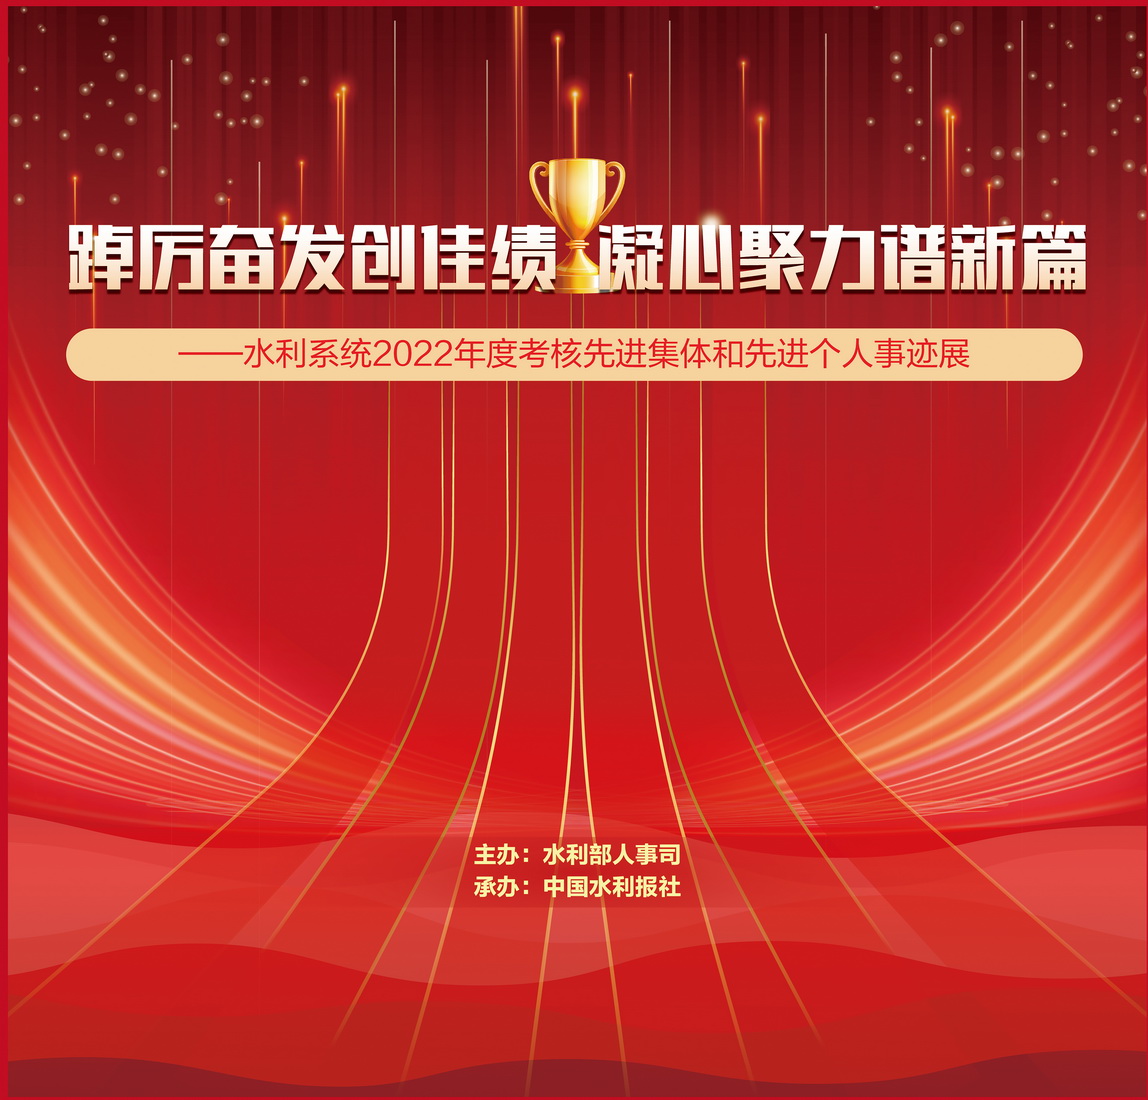 踔厉奋发创佳绩 凝心聚力谱新篇
——水利系统2022年度考核先进集体和先进个人事迹展
主办：水利部人事司
承办：中国水利报社